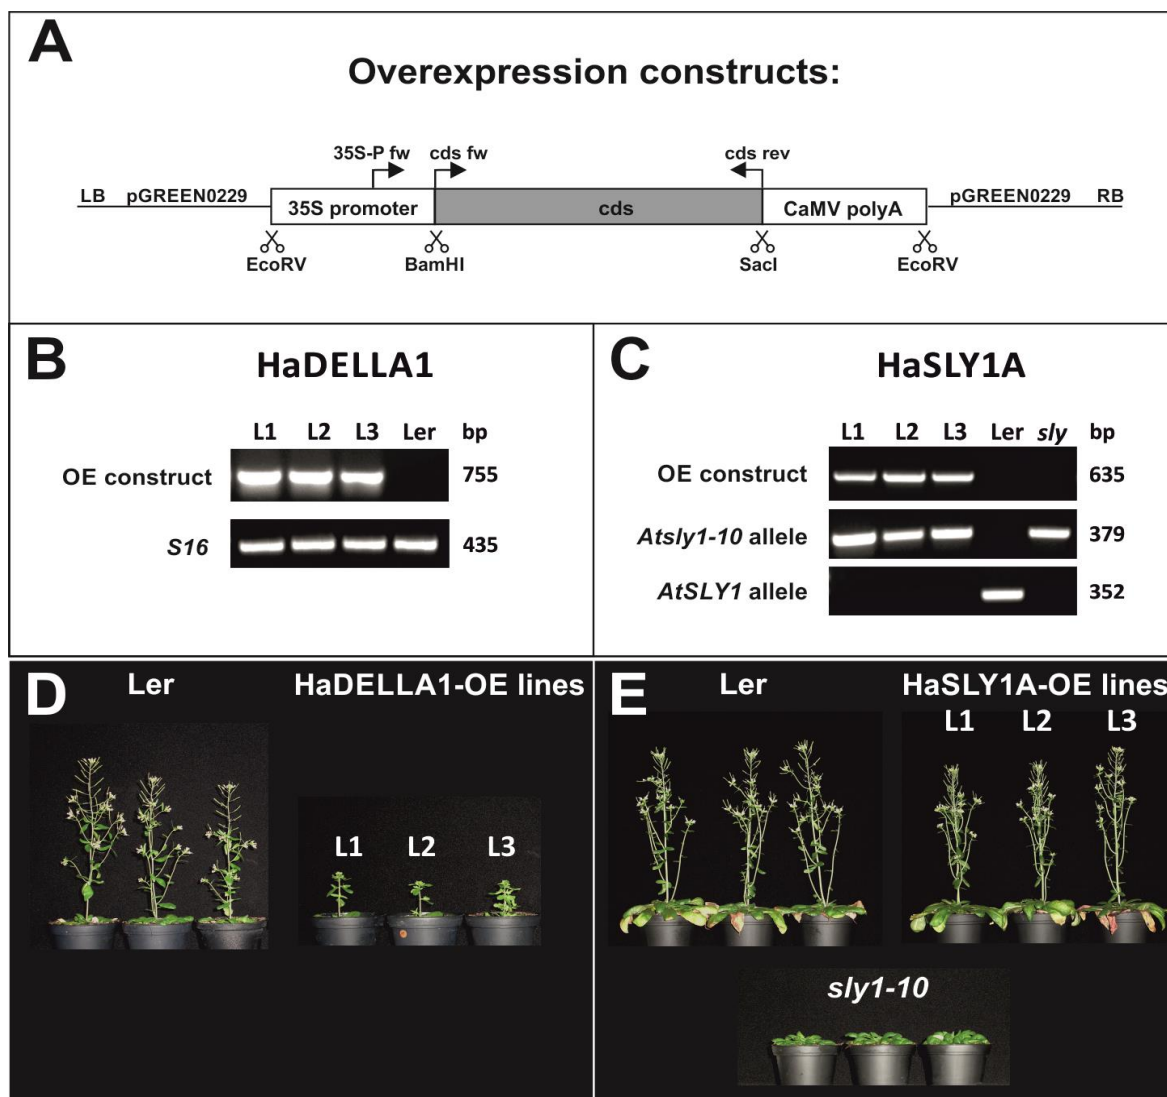 A
Overexpression constructs:
35S-P fw cds fw cds rev
LB pGREEN0229 35S promoter cds CaMV polyA pGREEN0229 RB
EcoRV BamHI SacI EcoRV
B
HaDELLA1
L1 L2 L3 Ler bp
OE construct 755
S16 435
C
HaSLY1A
L1 L2 L3 Ler sly bp
OE construct 635
Atsly1-10 allele 379
AtSLY1 allele 352
D
Ler HaDELLA1-OE lines
L1 L2 L3
E
Ler HaSLY1A-OE lines
L1 L2 L3
sly1-10